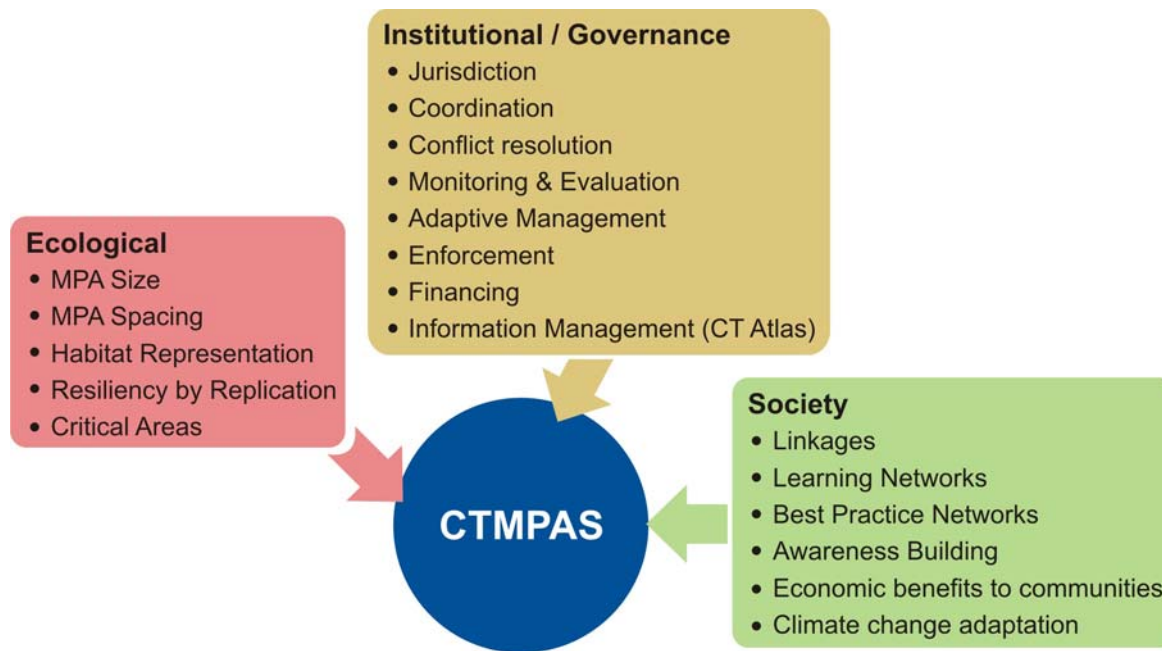 Institutional / Governance
• Jurisdiction
• Coordination
• Conflict resolution
• Monitoring & Evaluation
• Adaptive Management
• Enforcement
• Financing
• Information Management (CT Atlas)
Ecological
• MPA Size
• MPA Spacing
• Habitat Representation
• Resiliency by Replication
• Critical Areas
Society
• Linkages
• Learning Networks
• Best Practice Networks
• Awareness Building
• Economic benefits to communities
• Climate change adaptation
CTMPAS